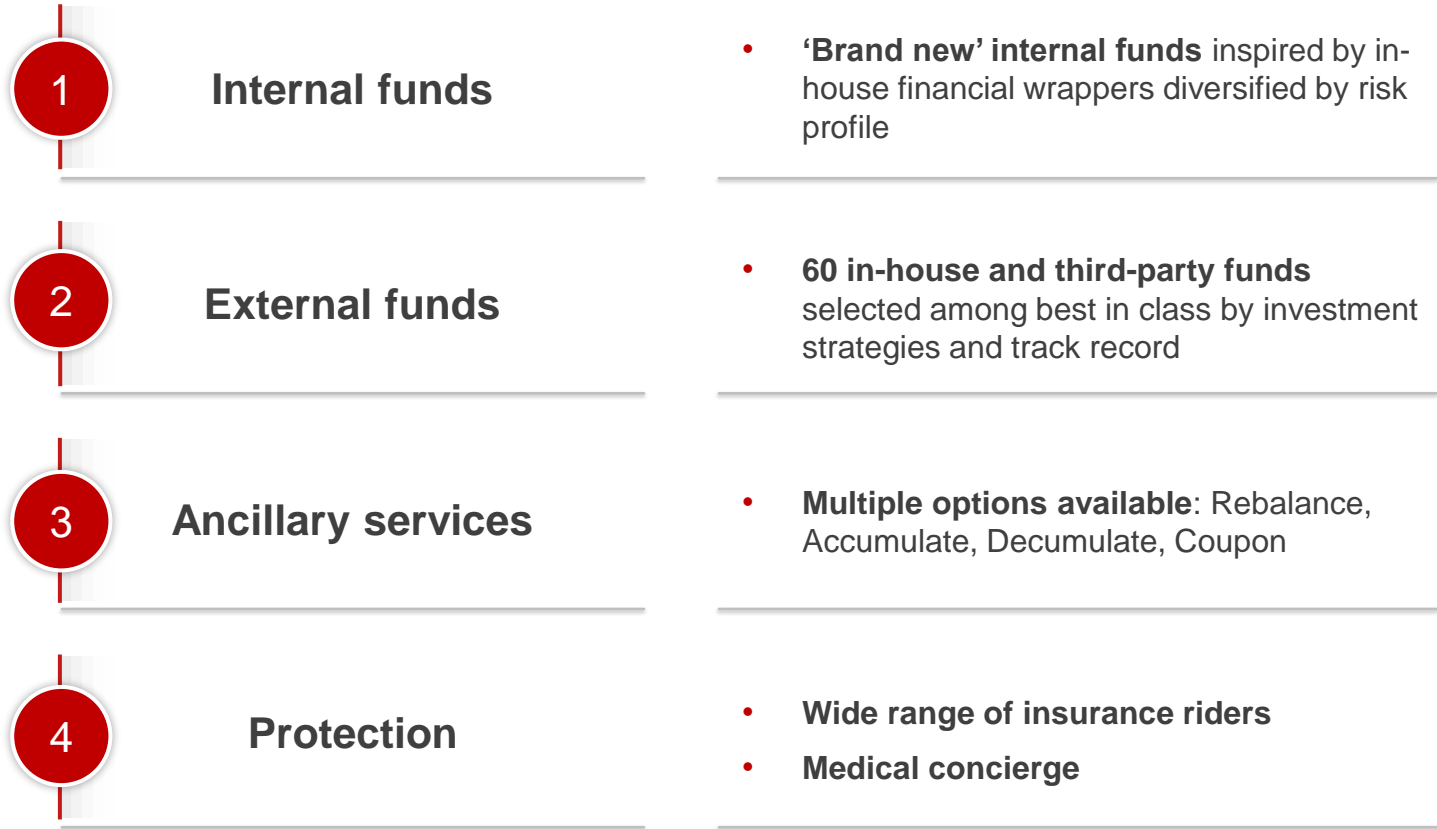 1
Internal funds
• ‘Brand new’ internal funds inspired by in-
house financial wrappers diversified by risk
profile
2
External funds
• 60 in-house and third-party funds
selected among best in class by investment
strategies and track record
3
Ancillary services
• Multiple options available: Rebalance,
Accumulate, Decumulate, Coupon
4
Protection
• Wide range of insurance riders
• Medical concierge